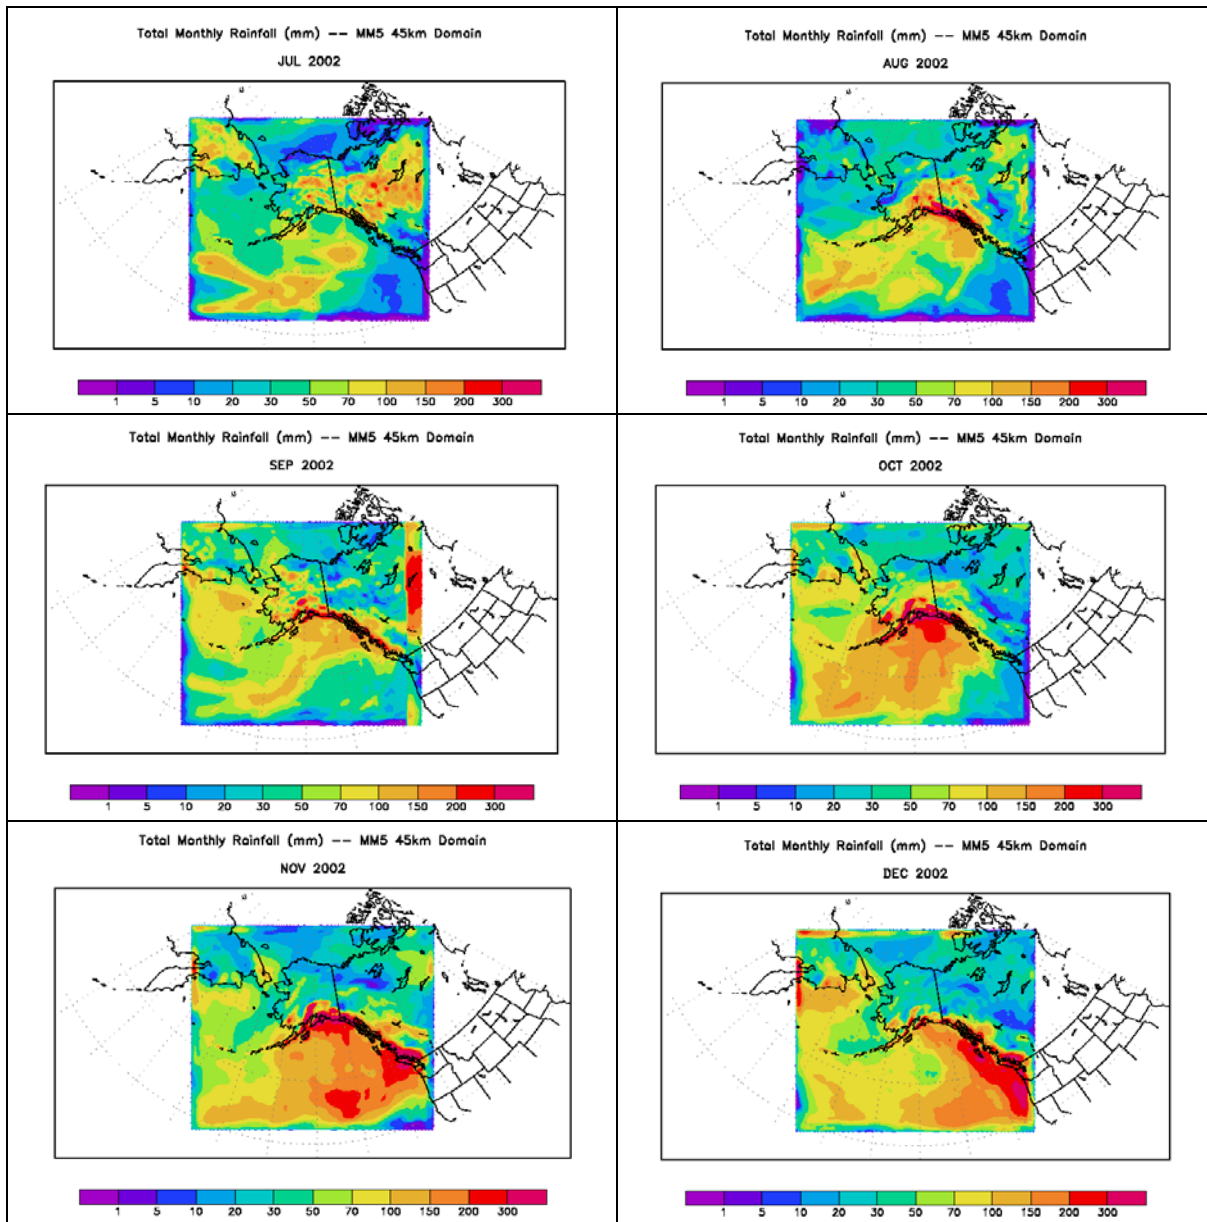 Total Monthly Rainfall (mm) -- MM5 45km Domain
JUL 2002
1 5 10 20 30 50 70 100 150 200 300
Total Monthly Rainfall (mm) -- MM5 45km Domain
AUG 2002
1 5 10 20 30 50 70 100 150 200 300
Total Monthly Rainfall (mm) -- MM5 45km Domain
SEP 2002
1 5 10 20 30 50 70 100 150 200 300
Total Monthly Rainfall (mm) -- MM5 45km Domain
OCT 2002
1 5 10 20 30 50 70 100 150 200 300
Total Monthly Rainfall (mm) -- MM5 45km Domain
NOV 2002
1 5 10 20 30 50 70 100 150 200 300
Total Monthly Rainfall (mm) -- MM5 45km Domain
DEC 2002
1 5 10 20 30 50 70 100 150 200 300